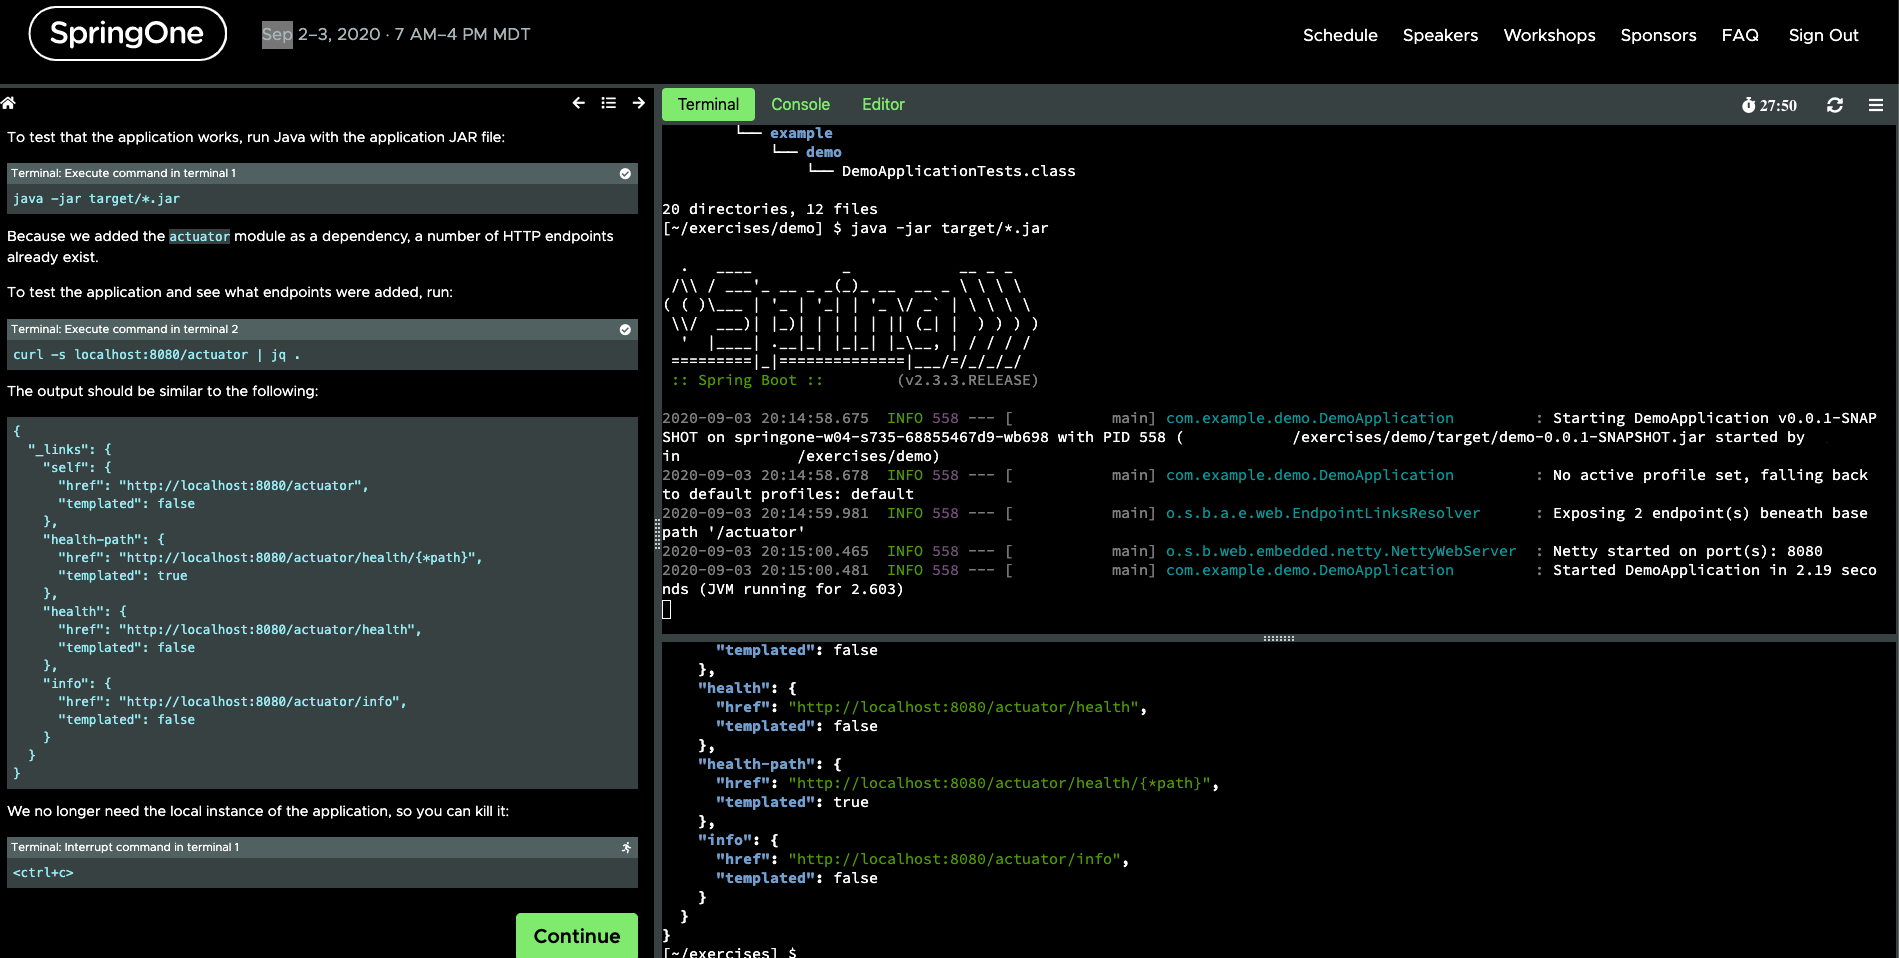 SpringOne
Sep 2–3, 2020 · 7 AM–4 PM MDT
Schedule Speakers Workshops Sponsors FAQ Sign Out
To test that the application works, run Java with the application JAR file:
Terminal: Execute command in terminal 1
java -jar target/*.jar
Because we added the actuator module as a dependency, a number of HTTP endpoints
already exist.
To test the application and see what endpoints were added, run:
Terminal: Execute command in terminal 2
curl -s localhost:8080/actuator | jq .
The output should be similar to the following:
{
  "_links": {
    "self": {
      "href": "http://localhost:8080/actuator",
      "templated": false
    },
    "health-path": {
      "href": "http://localhost:8080/actuator/health/{*path}",
      "templated": true
    },
    "health": {
      "href": "http://localhost:8080/actuator/health",
      "templated": false
    },
    "info": {
      "href": "http://localhost:8080/actuator/info",
      "templated": false
    }
  }
}
We no longer need the local instance of the application, so you can kill it:
Terminal: Interrupt command in terminal 1
<ctrl+c>
Continue
Terminal Console Editor 27:50
└── example
└── demo
└── DemoApplicationTests.class
20 directories, 12 files
[~/exercises/demo] $ java -jar target/*.jar
  .   ____          _            __ _ _
 /\\ / ___'_ __ _ _(_)_ __  __ _ \ \ \ \
( ( )\___ | '_ | '_| | '_ \/ _` | \ \ \ \
 \\/  ___)| |_)| | | | | || (_| |  ) ) ) )
  '  |____| .__|_| |_|_| |_\__, | / / / /
 =========|_|==============|___/=/_/_/_/
 :: Spring Boot ::        (v2.3.3.RELEASE)
2020-09-03 20:14:58.675  INFO 558 --- [           main] com.example.demo.DemoApplication         : Starting DemoApplication v0.0.1-SNAP
SHOT on springone-w04-s735-68855467d9-wb698 with PID 558 (            /exercises/demo/target/demo-0.0.1-SNAPSHOT.jar started by
in             /exercises/demo)
2020-09-03 20:14:58.678  INFO 558 --- [           main] com.example.demo.DemoApplication         : No active profile set, falling back
to default profiles: default
2020-09-03 20:14:59.981  INFO 558 --- [           main] o.s.b.a.e.web.EndpointLinksResolver      : Exposing 2 endpoint(s) beneath base
path '/actuator'
2020-09-03 20:15:00.465  INFO 558 --- [           main] o.s.b.web.embedded.netty.NettyWebServer  : Netty started on port(s): 8080
2020-09-03 20:15:00.481  INFO 558 --- [           main] com.example.demo.DemoApplication         : Started DemoApplication in 2.19 seco
nds (JVM running for 2.603)
      "templated": false
    },
    "health": {
      "href": "http://localhost:8080/actuator/health",
      "templated": false
    },
    "health-path": {
      "href": "http://localhost:8080/actuator/health/{*path}",
      "templated": true
    },
    "info": {
      "href": "http://localhost:8080/actuator/info",
      "templated": false
    }
  }
}
[~/exercises] $